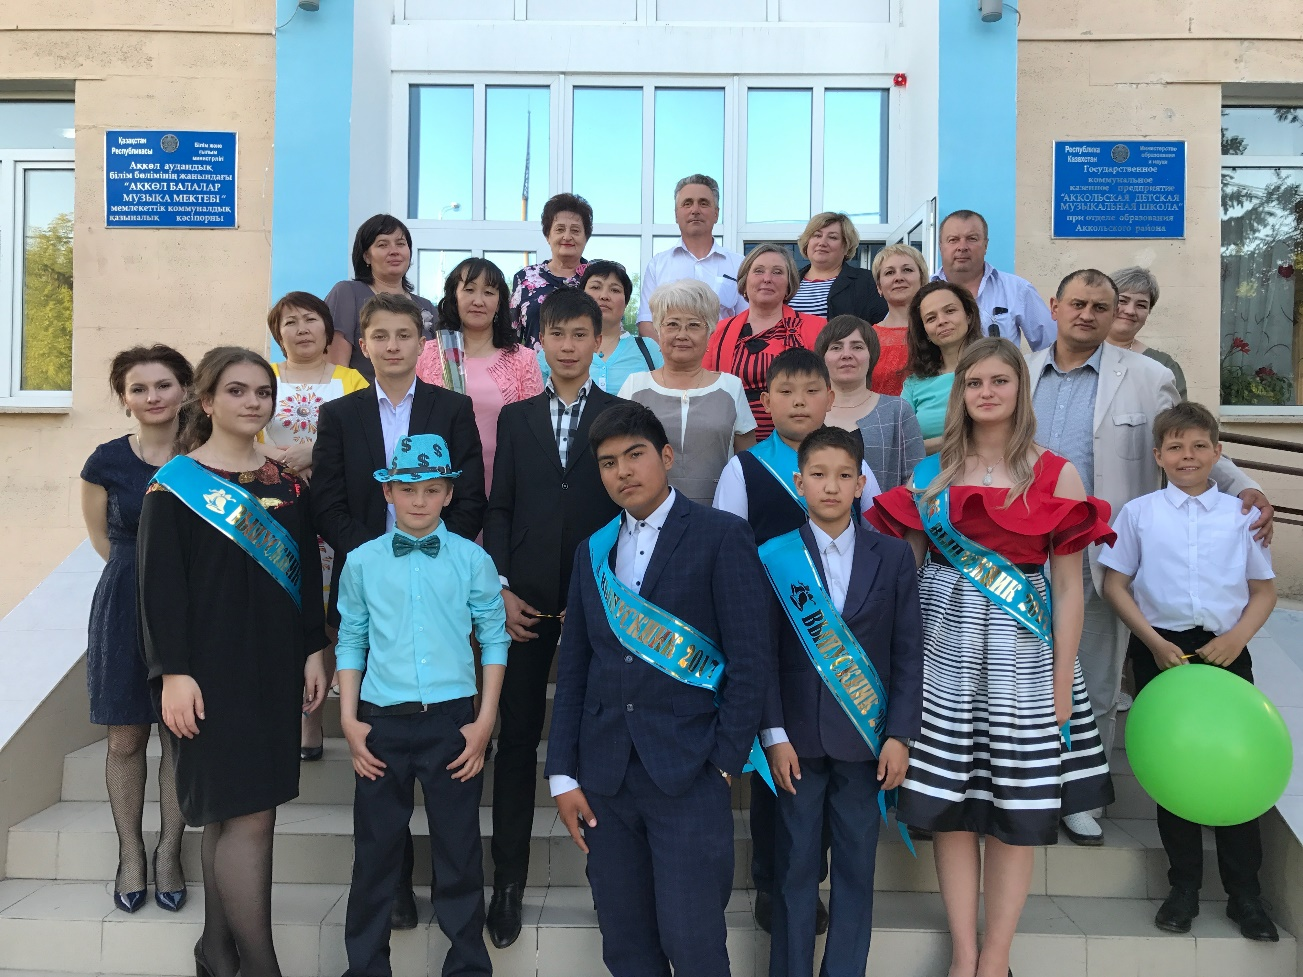 Қазақстан
Республикасы
білім және
ғылым
министрлігі
Ақкөл аудандық
білім бөлімінің жанындағы
"АҚКӨЛ БАЛАЛАР
МУЗЫКА МЕКТЕБІ"
мемлекеттік коммуналдық
қазыналық кәсіпорны
Республика
Казахстан
Министерство
образования
и науки
Государственное
коммунальное
казенное предприятие
"АККОЛЬСКАЯ ДЕТСКАЯ
МУЗЫКАЛЬНАЯ ШКОЛА"
при отделе образования
Аккольского района
$ $ $
ВЫПУСКНИК
ВЫПУСКНИК 2017
ВЫПУСКНИК 2
ВЫПУСКНИК 20